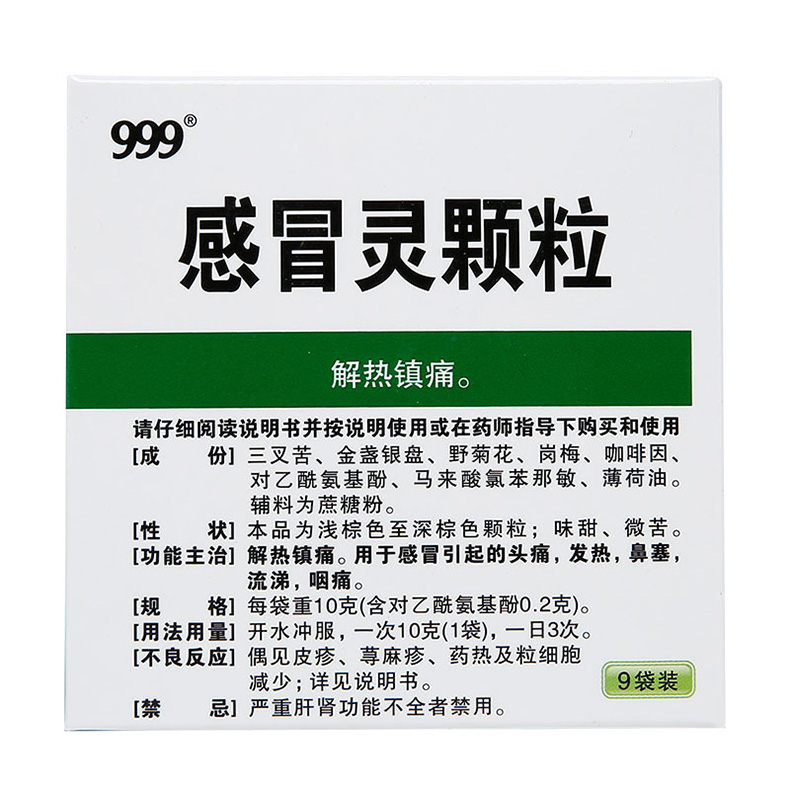 999®
感冒灵颗粒
解热镇痛。
请仔细阅读说明书并按说明使用或在药师指导下购买和使用
[成　份] 三叉苦、金盏银盘、野菊花、岗梅、咖啡因、
对乙酰氨基酚、马来酸氯苯那敏、薄荷油。
辅料为蔗糖粉。
[性　状] 本品为浅棕色至深棕色颗粒；味甜、微苦。
[功能主治] 解热镇痛。用于感冒引起的头痛，发热，鼻塞，
流涕，咽痛。
[规　格] 每袋重10克(含对乙酰氨基酚0.2克)。
[用法用量] 开水冲服，一次10克(1袋)，一日3次。
[不良反应] 偶见皮疹、荨麻疹、药热及粒细胞
减少；详见说明书。
[禁　忌] 严重肝肾功能不全者禁用。
9袋装